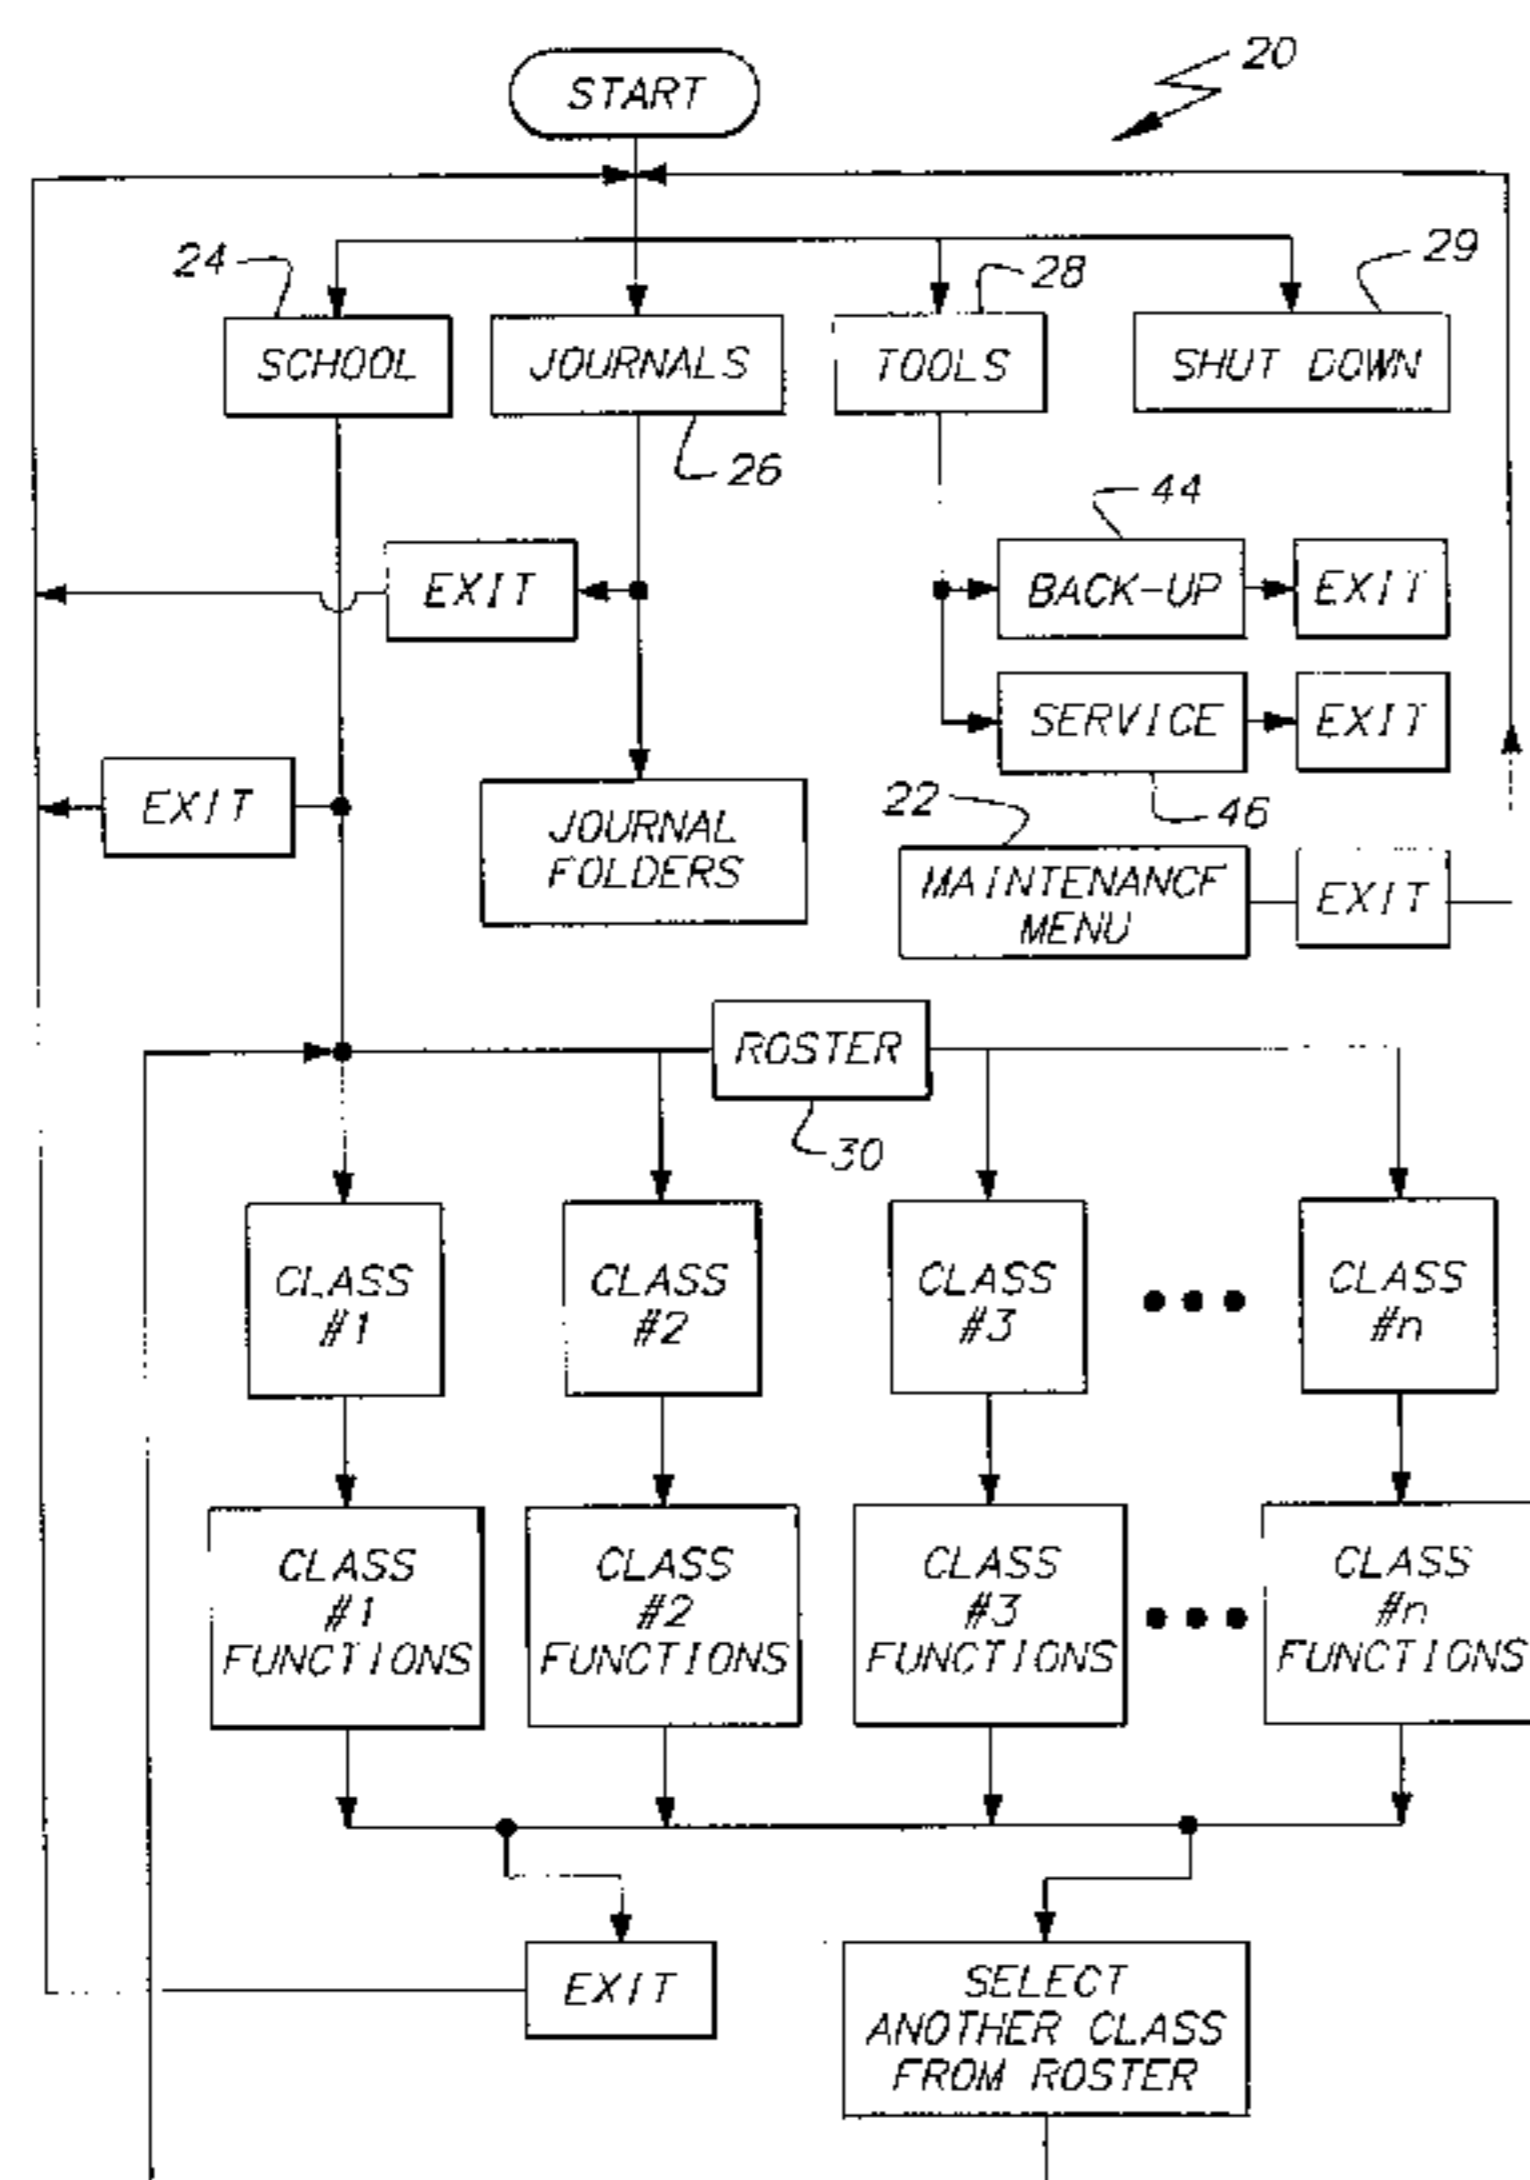 START
20
24
28
29
SCHOOL
JOURNALS
TOOLS
SHUT DOWN
26
44
EXIT
BACK-UP
EXIT
SERVICE
EXIT
EXIT
22
46
JOURNAL
FOLDERS
MAINTENANCE
MENU
EXIT
ROSTER
30
CLASS
#1
CLASS
#2
CLASS
#3
CLASS
#n
CLASS
#1
FUNCTIONS
CLASS
#2
FUNCTIONS
CLASS
#3
FUNCTIONS
CLASS
#n
FUNCTIONS
EXIT
SELECT
ANOTHER CLASS
FROM ROSTER